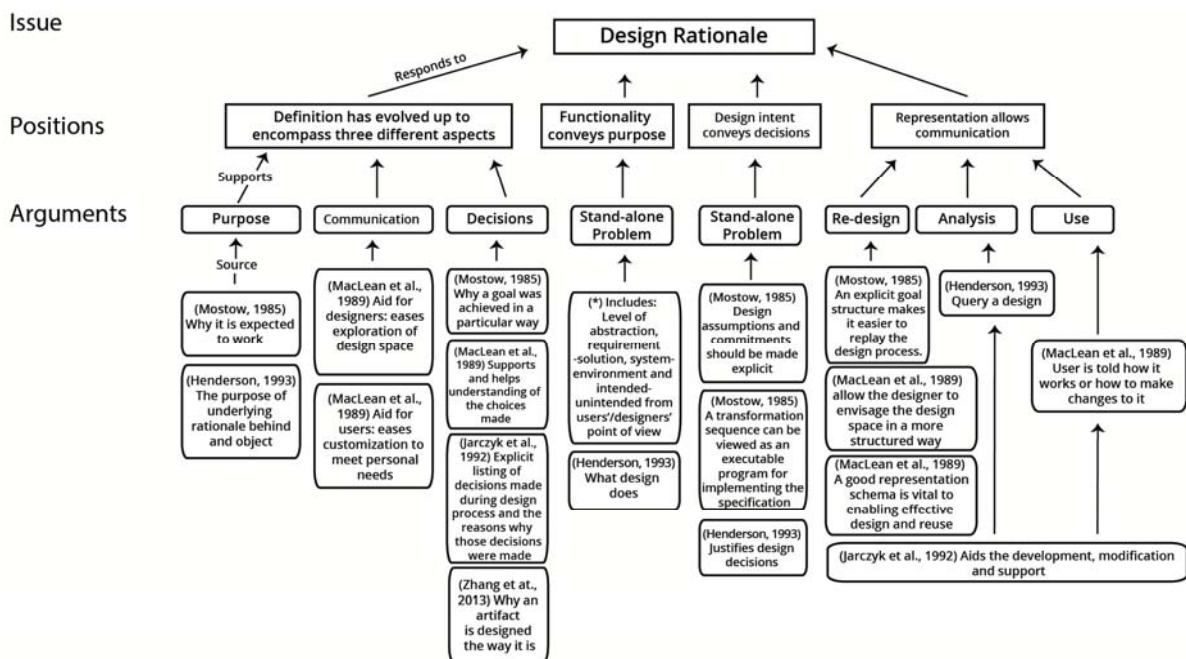 Issue
Design Rationale
Responds to
Positions
Definition has evolved up to
encompass three different aspects
Functionality
conveys purpose
Design intent
conveys decisions
Representation allows
communication
Supports
Arguments
Purpose
Communication
Decisions
Stand-alone
Problem
Stand-alone
Problem
Re-design
Analysis
Use
Source
(Mostow, 1985)
Why it is expected
to work
(Henderson, 1993)
The purpose of
underlying
rationale behind
and object
(MacLean et al.,
1989) Aid for
designers: eases
exploration of
design space
(MacLean et al.,
1989) Aid for
users: eases
customization to
meet personal
needs
(Mostow, 1985)
Why a goal was
achieved in a
particular way
(MacLean et al.,
1989) Supports
and helps
understanding of
the choices
made
(Jarczyk et al.,
1992) Explicit
listing of
decisions made
during design
process and the
reasons why
those decisions
were made
(Zhang et at.,
2013) Why an
artifact
is designed
the way it is
(*) Includes:
Level of
abstraction,
requirement
-solution, system-
environment and
intended-
unintended from
users'/designers'
point of view
(Henderson, 1993)
What design
does
(Mostow, 1985)
Design
assumptions and
commitments
should be made
explicit
(Mostow, 1985)
A transformation
sequence can be
viewed as an
executable
program for
implementing the
specification
(Henderson, 1993)
Justifies design
decisions
(Mostow, 1985)
An explicit goal
structure makes
it easier to
replay the
design process.
(MacLean et al., 1989)
allow the designer to
envisage the design
space in a more
structured way
(MacLean et al., 1989)
A good representation
schema is vital to
enabling effective
design and reuse
(Henderson, 1993)
Query a design
(MacLean et al., 1989)
User is told how it
works or how to make
changes to it
(Jarczyk et al., 1992) Aids the development, modification
and support